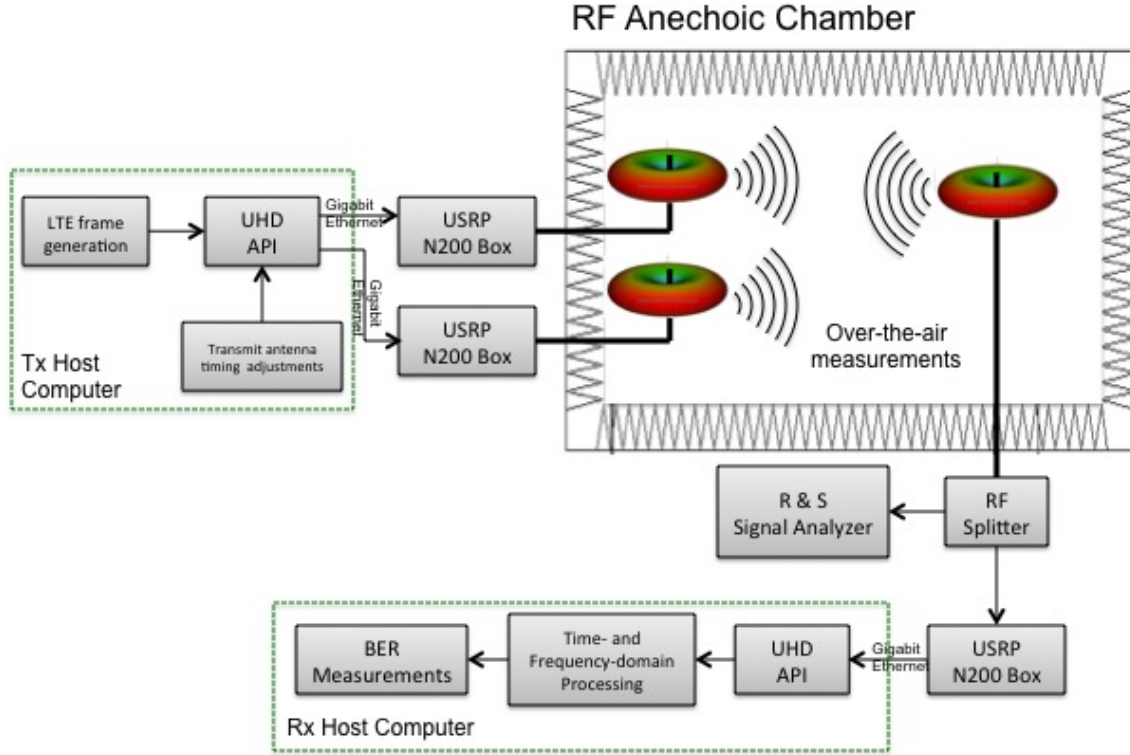 RF Anechoic Chamber
LTE frame
generation
UHD
API
Gigabit
Ethernet
USRP
N200 Box
Gigabit
Ethernet
USRP
N200 Box
Transmit antenna
timing adjustments
Tx Host
Computer
Over-the-air
measurements
R & S
Signal Analyzer
RF
Splitter
BER
Measurements
Time- and
Frequency-domain
Processing
UHD
API
Gigabit
Ethernet
USRP
N200 Box
Rx Host Computer